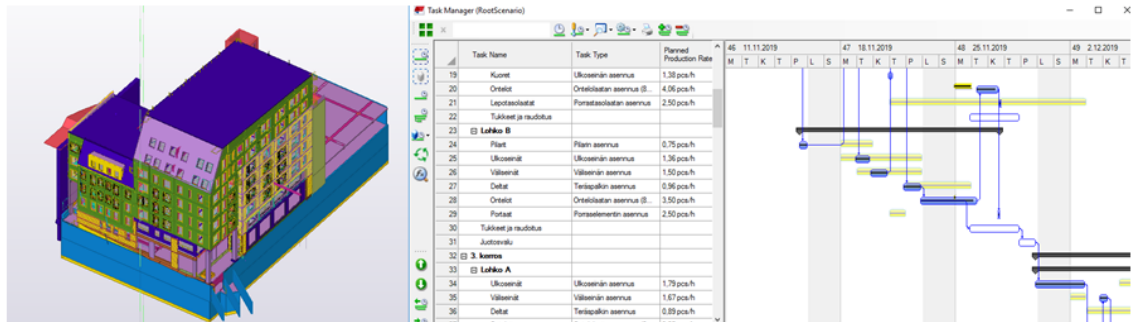 Task Manager (RootScenario)
Task Name Task Type Planned Production Rate 46 11.11.2019 47 18.11.2019 48 25.11.2019 49 2.12.2019
M T K T P L S M T K T P L S M T K T P L S M T K T
19 Kuoret Ulkoseinän asennus 1,38 pcs/h
20 Ontelot Ontelolaatan asennus (8... 4,06 pcs/h
21 Lepotasolaatat Porrastasolaatan asennus 2,50 pcs/h
22 Tukkeet ja raudoitus
23 Lohko B
24 Pilarit Pilarin asennus 0,75 pcs/h
25 Ulkoseinät Ulkoseinän asennus 1,36 pcs/h
26 Väliseinät Väliseinän asennus 1,50 pcs/h
27 Deltat Teräspalkin asennus 0,96 pcs/h
28 Ontelot Ontelolaatan asennus (8... 3,50 pcs/h
29 Portaat Porraselementin asennus 2,50 pcs/h
30 Tukkeet ja raudoitus
31 Juotosvalu
32 3. kerros
33 Lohko A
34 Ulkoseinät Ulkoseinän asennus 1,79 pcs/h
35 Väliseinät Väliseinän asennus 1,67 pcs/h
36 Deltat Teräspalkin asennus 0,89 pcs/h